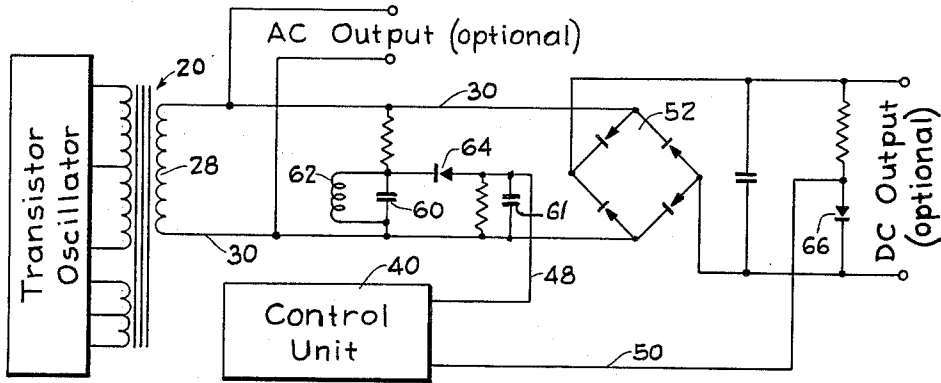 AC Output (optional)
20
30
52
Transistor
Oscillator
28
62
64
60
61
66
DC Output
(optional)
30
40
48
Control
Unit
50